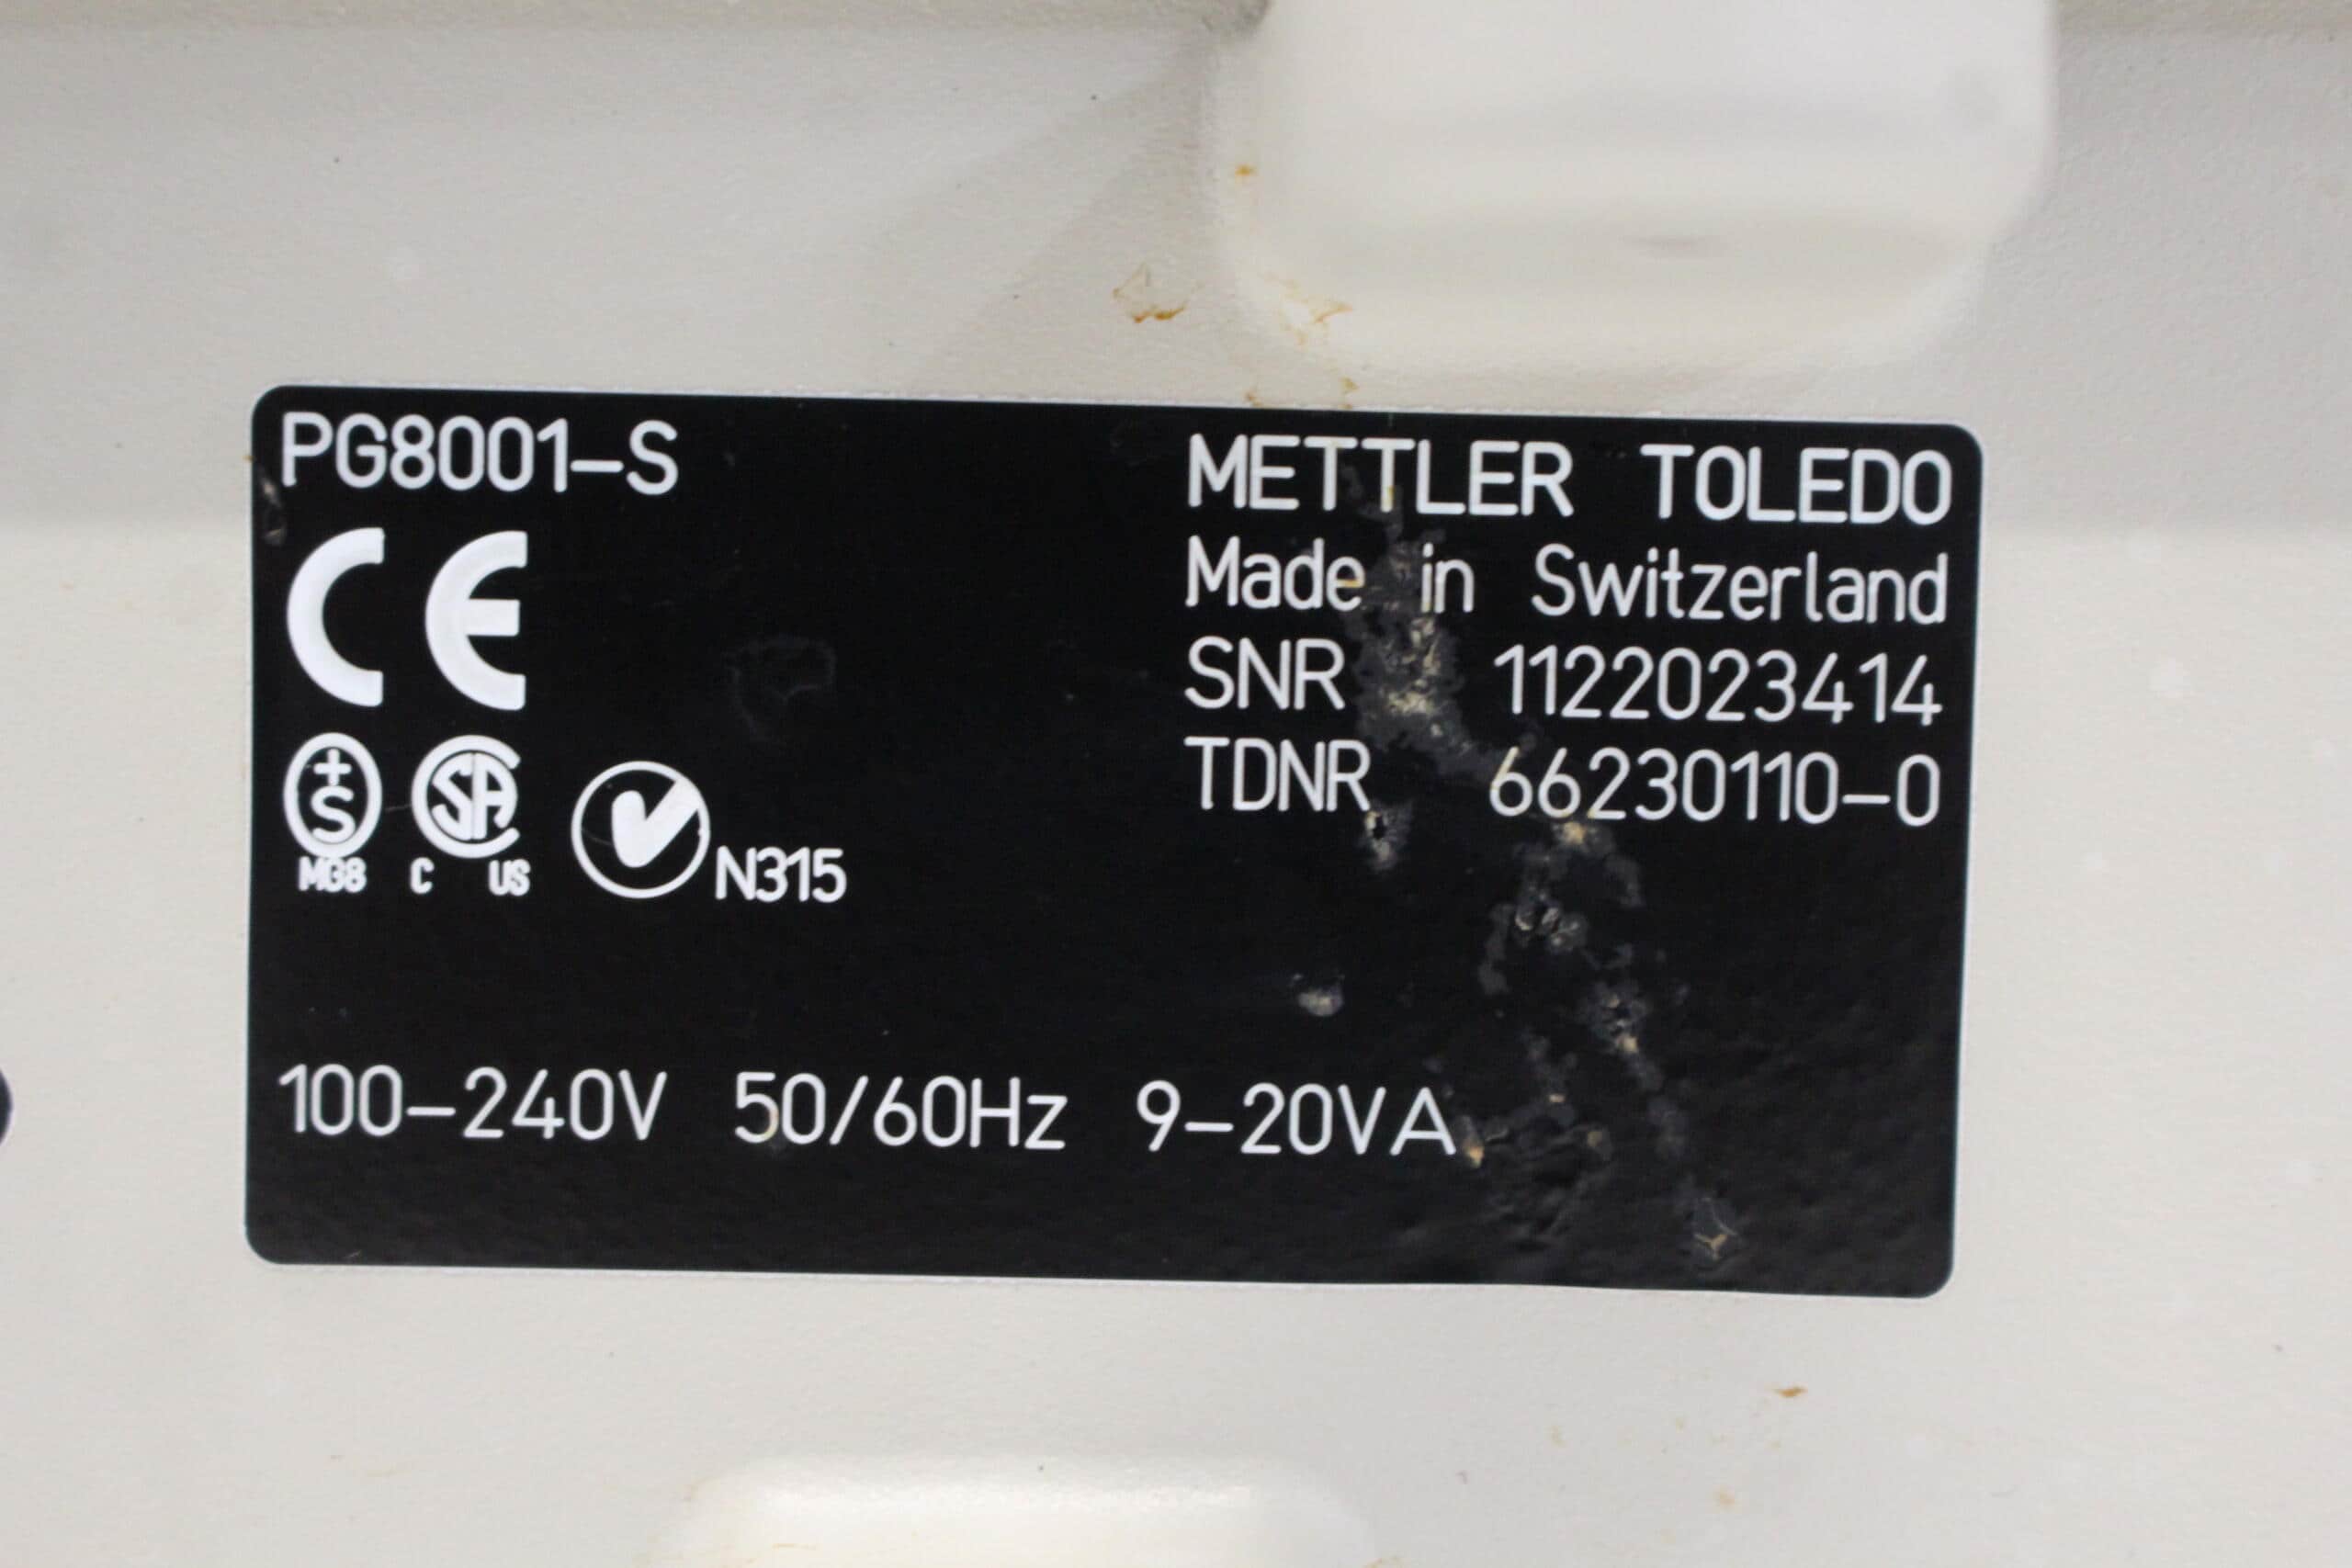 PG8001-S
METTLER TOLEDO
CE
Made in Switzerland
SNR 1122023414
TDNR 66230110-0
+S
SA
MG8
C US
N315
100-240V 50/60Hz 9-20VA